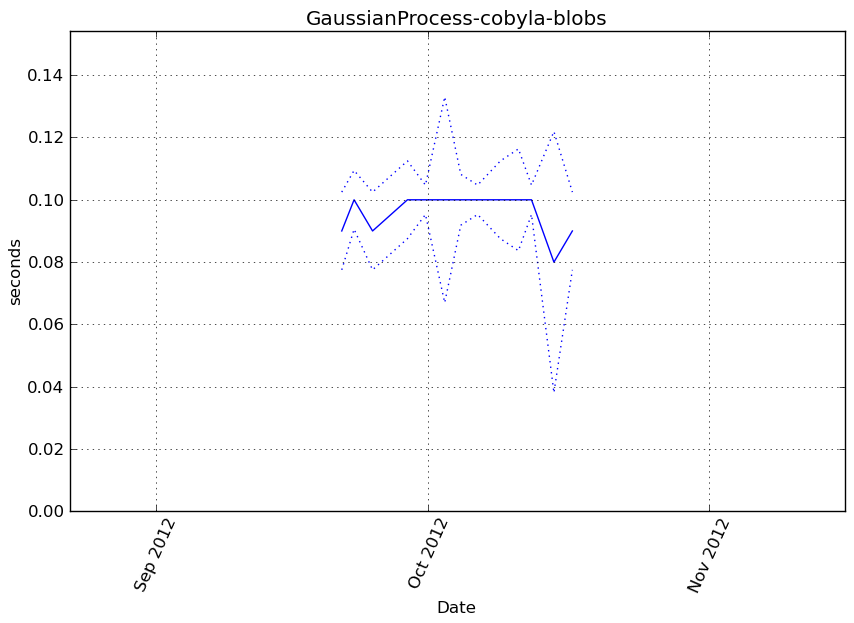 GaussianProcess-cobyla-blobs
0.14
0.12
0.10
0.08
0.06
0.04
0.02
0.00
seconds
Sep 2012
Oct 2012
Nov 2012
Date